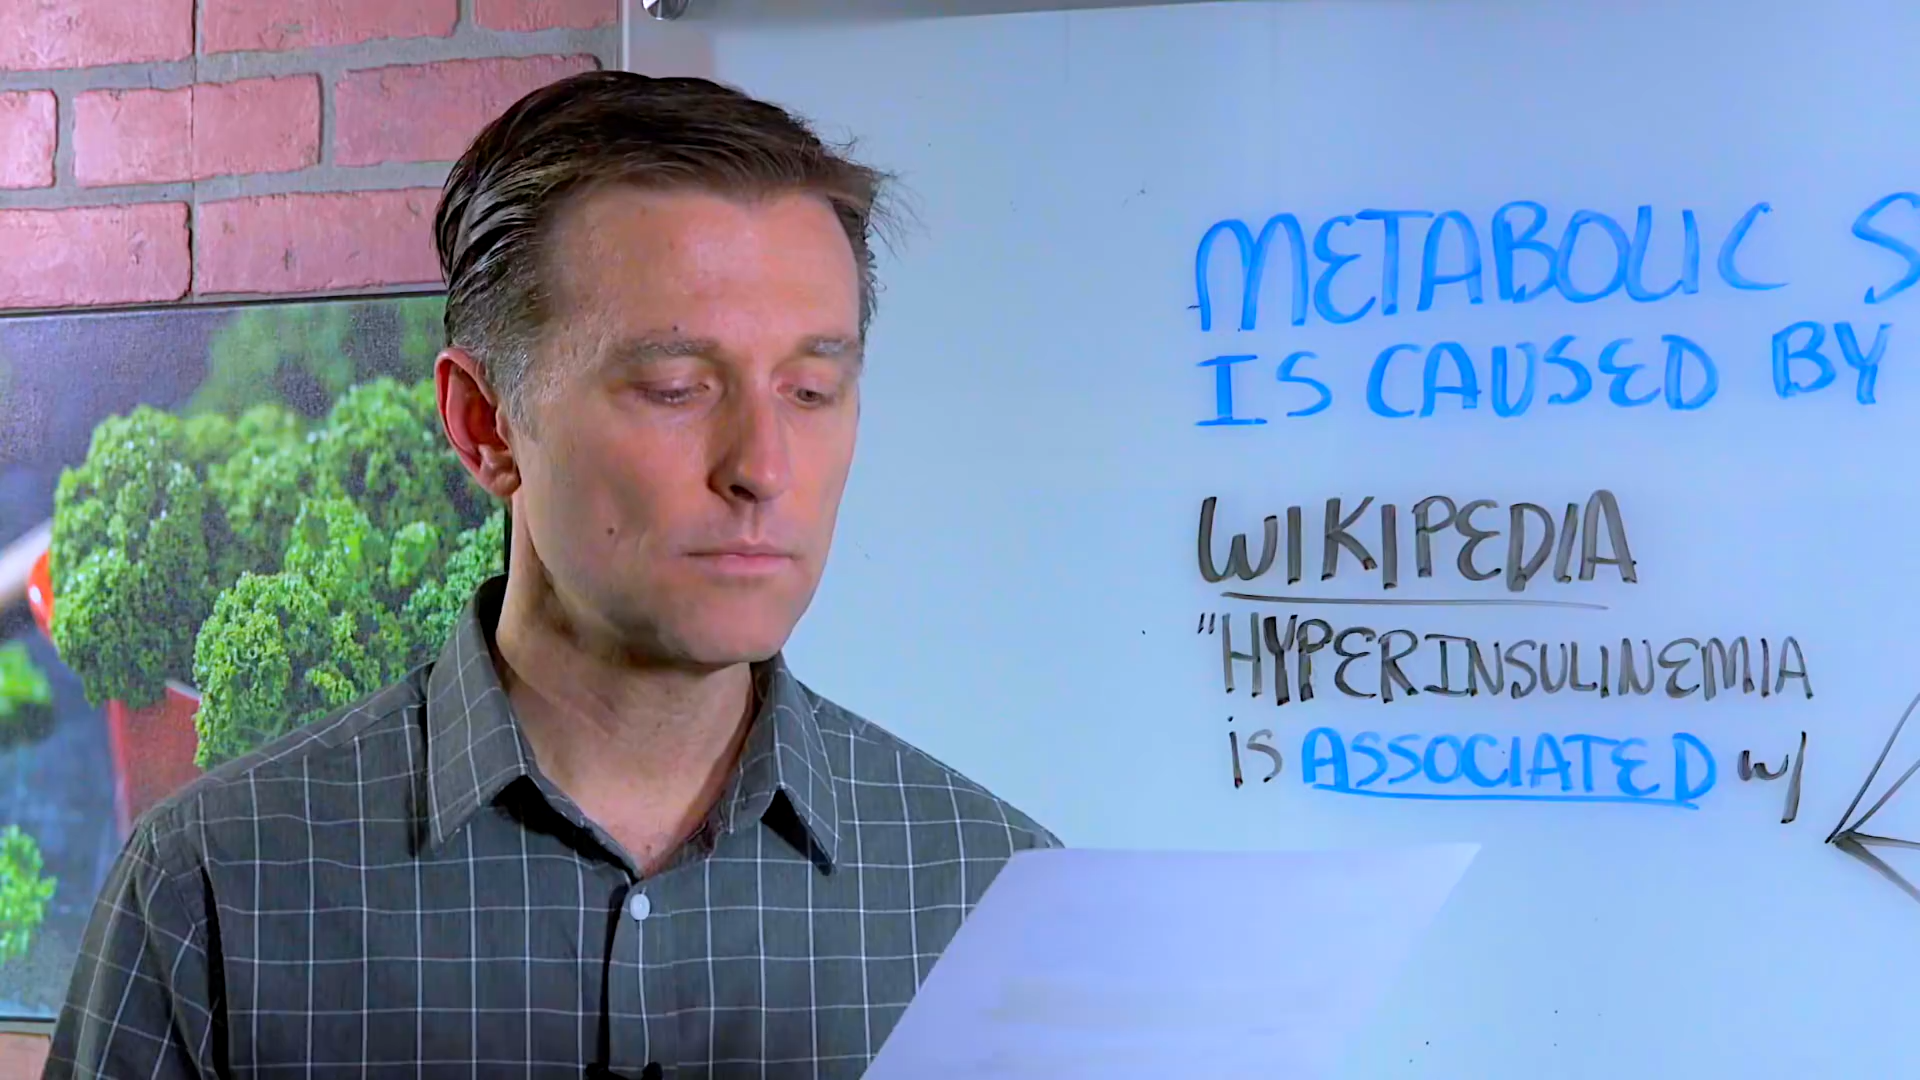 METABOLIC S
IS CAUSED BY
WIKIPEDIA
"HYPERINSULINEMIA
is ASSOCIATED w/